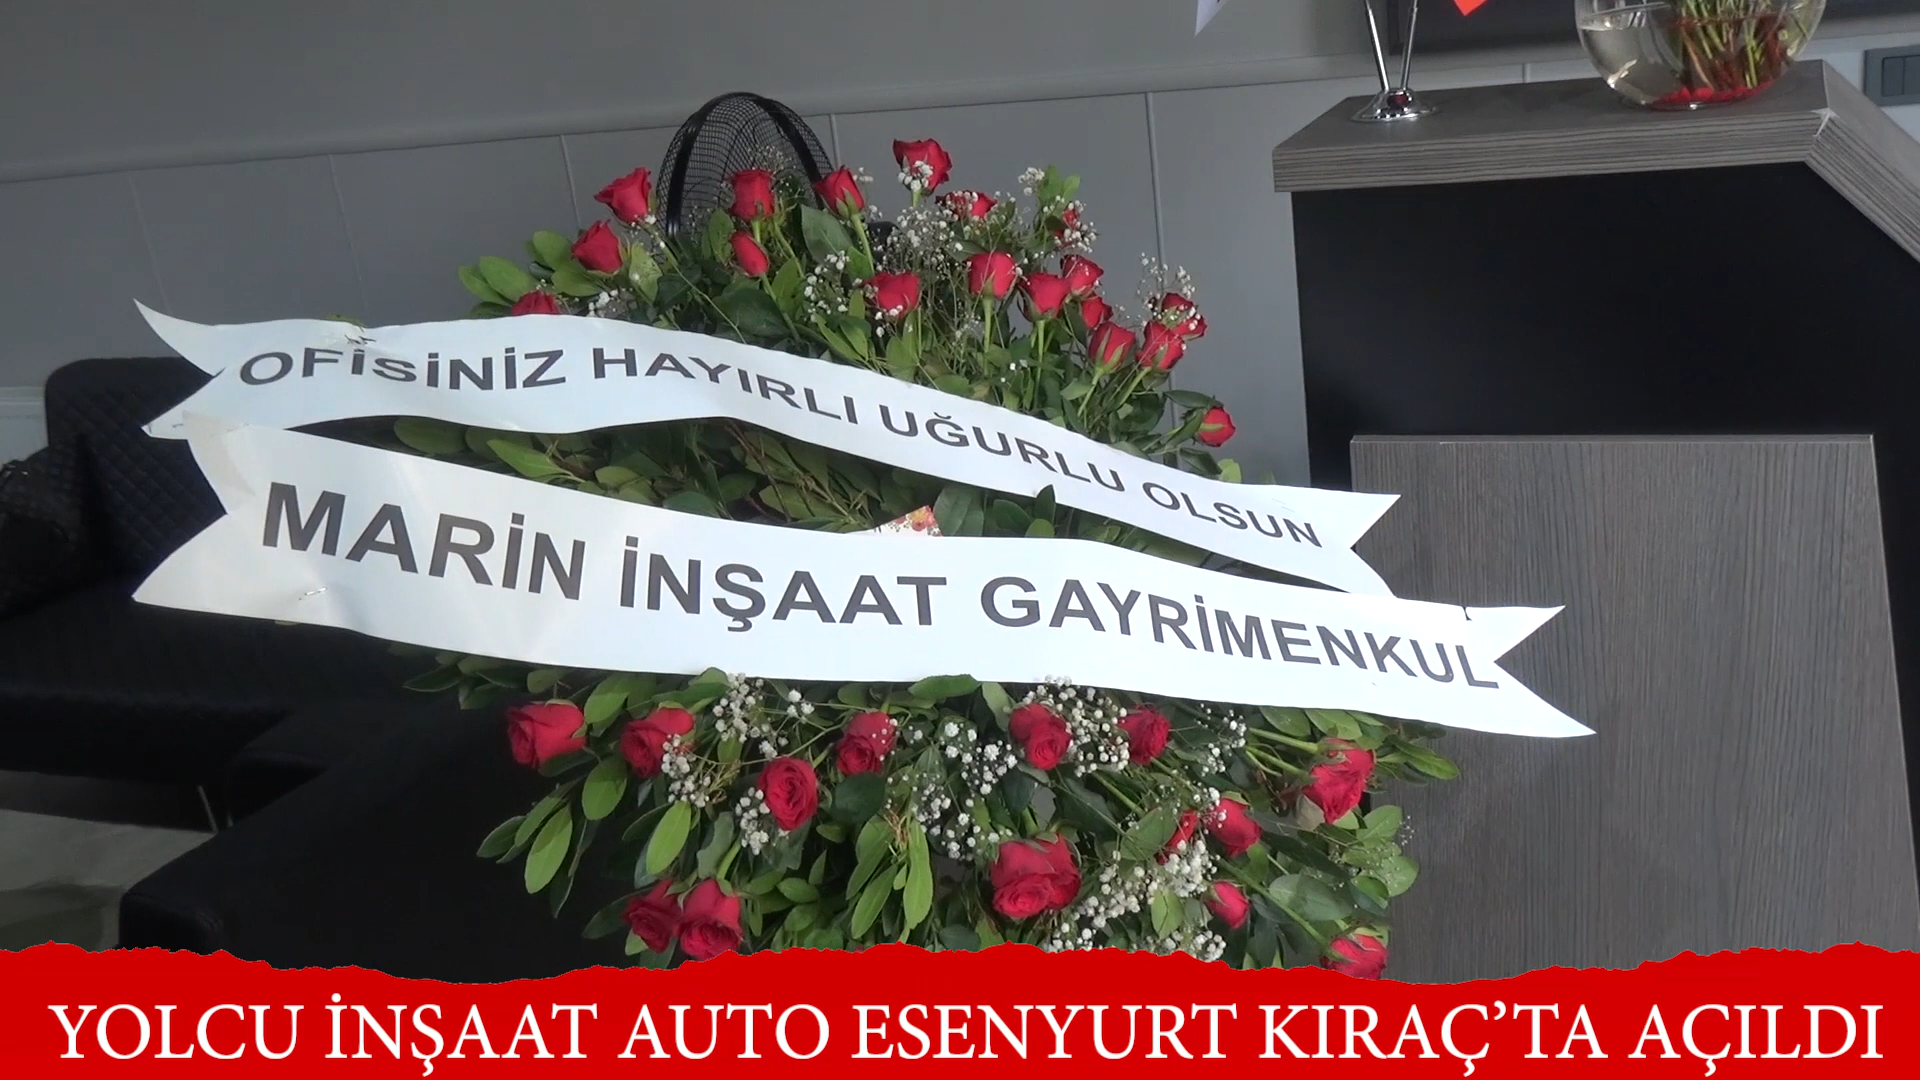 OFİSİNİZ HAYIRLI UĞURLU OLSUN
MARİN İNŞAAT GAYRİMENKUL
YOLCU İNŞAAT AUTO ESENYURT KIRAÇ’TA AÇILDI